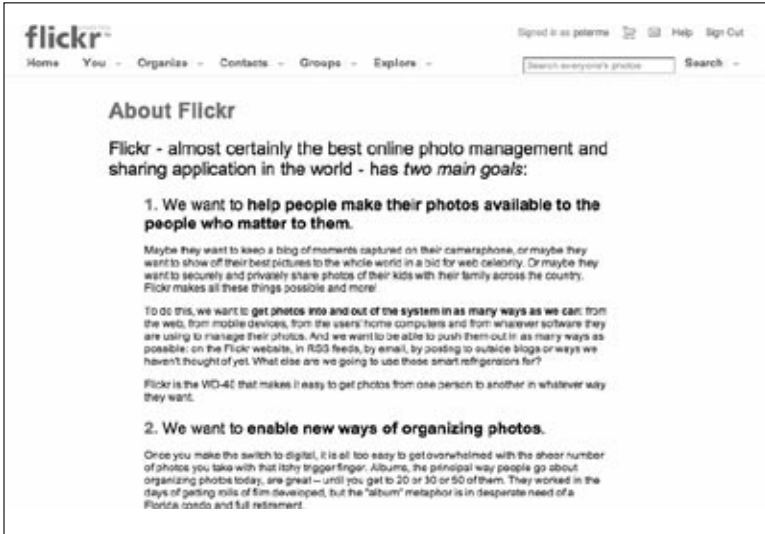 flickr
Signed in as peterme Help Sign Out
Home You Organize Contacts Groups Explore Search everyone's photos Search
About Flickr
Flickr - almost certainly the best online photo management and
sharing application in the world - has two main goals:
1. We want to help people make their photos available to the
people who matter to them.
Maybe they want to keep a blog of moments captured on their cameraphone, or maybe they
want to show off their best pictures to the whole world in a bid for web celebrity. Or maybe they
want to securely and privately share photos of their kids with their family across the country.
Flickr makes all these things possible and more!
To do this, we want to get photos into and out of the system in as many ways as we can: from
the web, from mobile devices, from the users' home computers and from whatever software they
are using to manage their photos. And we want to be able to push them out in as many ways as
possible: on the Flickr website, in RSS feeds, by email, by posting to outside blogs or ways we
haven't thought of yet. What else are we going to use those smart refrigerators for?
Flickr is the WD-40 that makes it easy to get photos from one person to another in whatever way
they want.
2. We want to enable new ways of organizing photos.
Once you make the switch to digital, it is all too easy to get overwhelmed with the sheer number
of photos you take with that itchy trigger finger. Albums, the principal way people go about
organizing photos today, are great -- until you get to 20 or 30 or 50 of them. They worked in the
days of getting rolls of film developed, but the "album" metaphor is in desperate need of a
Florida condo and full retirement.